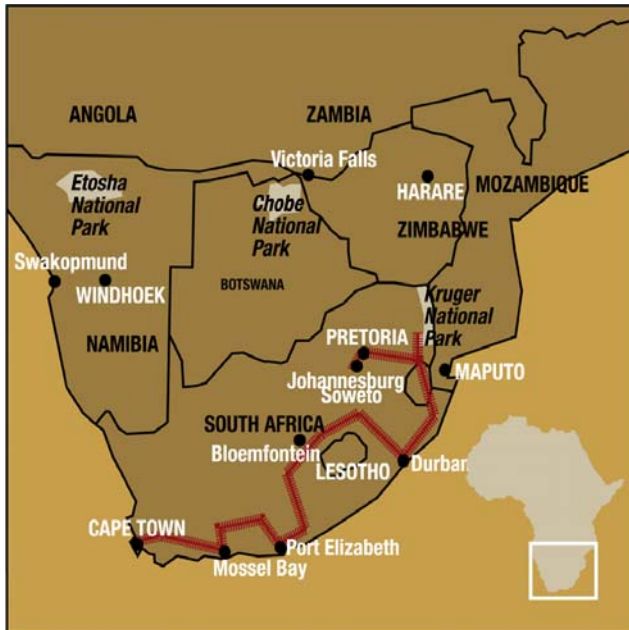 ANGOLA
ZAMBIA
Victoria Falls
HARARE
MOZAMBIQUE
Etosha
National
Park
Chobe
National
Park
ZIMBABWE
Swakopmund
WINDHOEK
BOTSWANA
Kruger
National
Park
NAMIBIA
PRETORIA
Johannesburg
Soweto
MAPUTO
SOUTH AFRICA
Bloemfontein
LESOTHO
Durban
CAPE TOWN
Port Elizabeth
Mossel Bay